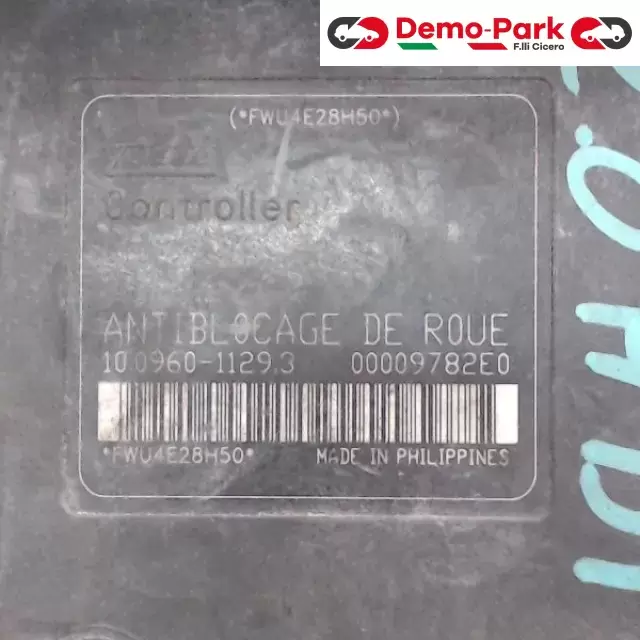 Demo-Park
F.lli Cicero
(*FWU4E28H50*)
Controller
ANTIBLOCAGE DE ROUE
10.0960-1129.3 00009782E0
*FWU4E28H50* MADE IN PHILIPPINES